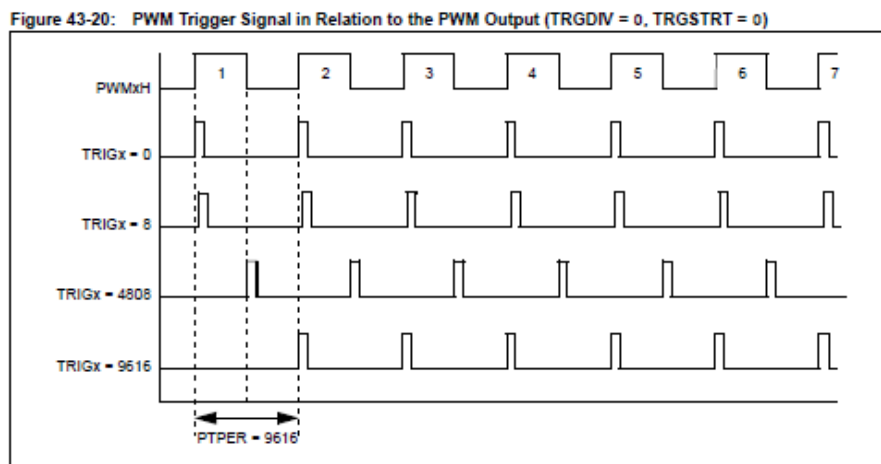 Figure 43-20: PWM Trigger Signal in Relation to the PWM Output (TRGDIV = 0, TRGSTRT = 0)
1 2 3 4 5 6 7
PWMxH
TRIGx = 0
TRIGx = 8
TRIGx = 4808
TRIGx = 9616
PTPER = 9616